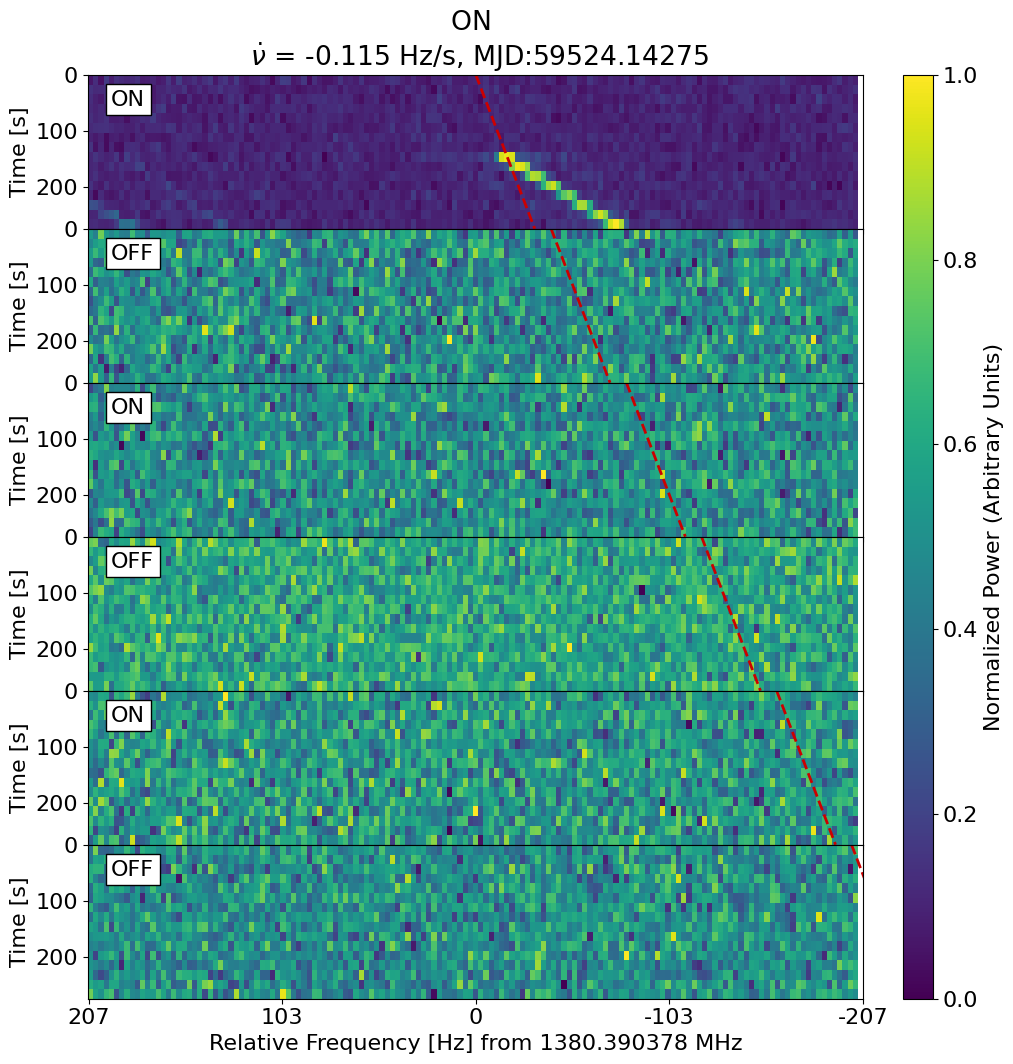 ON
ν̇ = -0.115 Hz/s, MJD:59524.14275
0
100
200
Time [s]
ON
0
100
200
Time [s]
OFF
0
100
200
Time [s]
ON
0
100
200
Time [s]
OFF
0
100
200
Time [s]
ON
0
100
200
Time [s]
OFF
207 103 0 -103 -207
Relative Frequency [Hz] from 1380.390378 MHz
1.0
0.8
0.6
0.4
0.2
0.0
Normalized Power (Arbitrary Units)